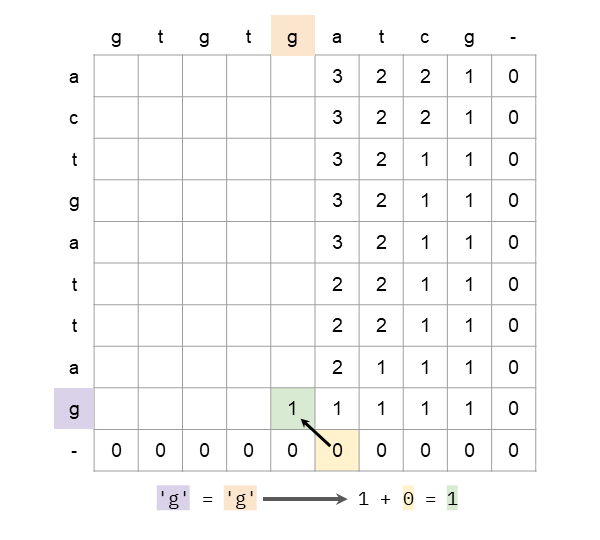 g t g t g a t c g -
a 3 2 2 1 0
c 3 2 2 1 0
t 3 2 1 1 0
g 3 2 1 1 0
a 3 2 1 1 0
t 2 2 1 1 0
t 2 2 1 1 0
a 2 1 1 1 0
g 1 1 1 1 1 0
- 0 0 0 0 0 0 0 0 0 0
'g' = 'g' 1 + 0 = 1